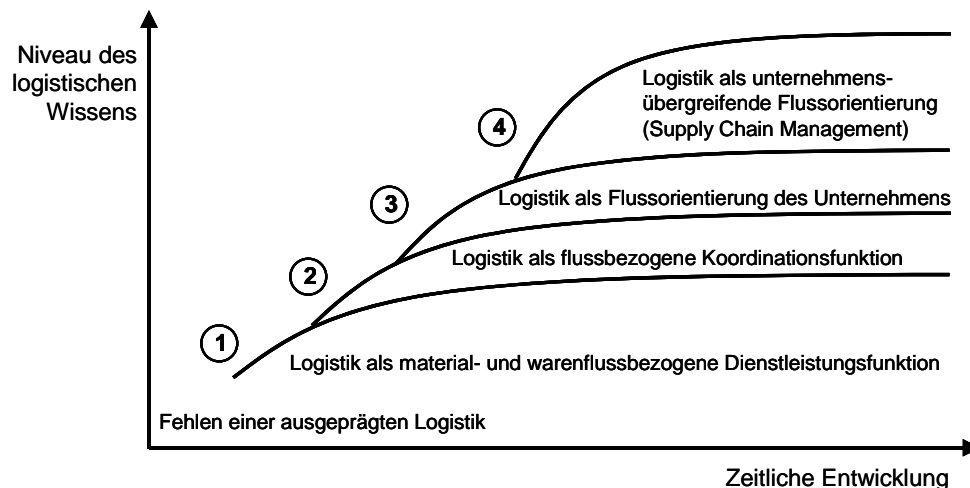 Niveau des
logistischen
Wissens
4
Logistik als unternehmens-
übergreifende Flussorientierung
(Supply Chain Management)
3
Logistik als Flussorientierung des Unternehmens
2
Logistik als flussbezogene Koordinationsfunktion
1
Logistik als material- und warenflussbezogene Dienstleistungsfunktion
Fehlen einer ausgeprägten Logistik
Zeitliche Entwicklung